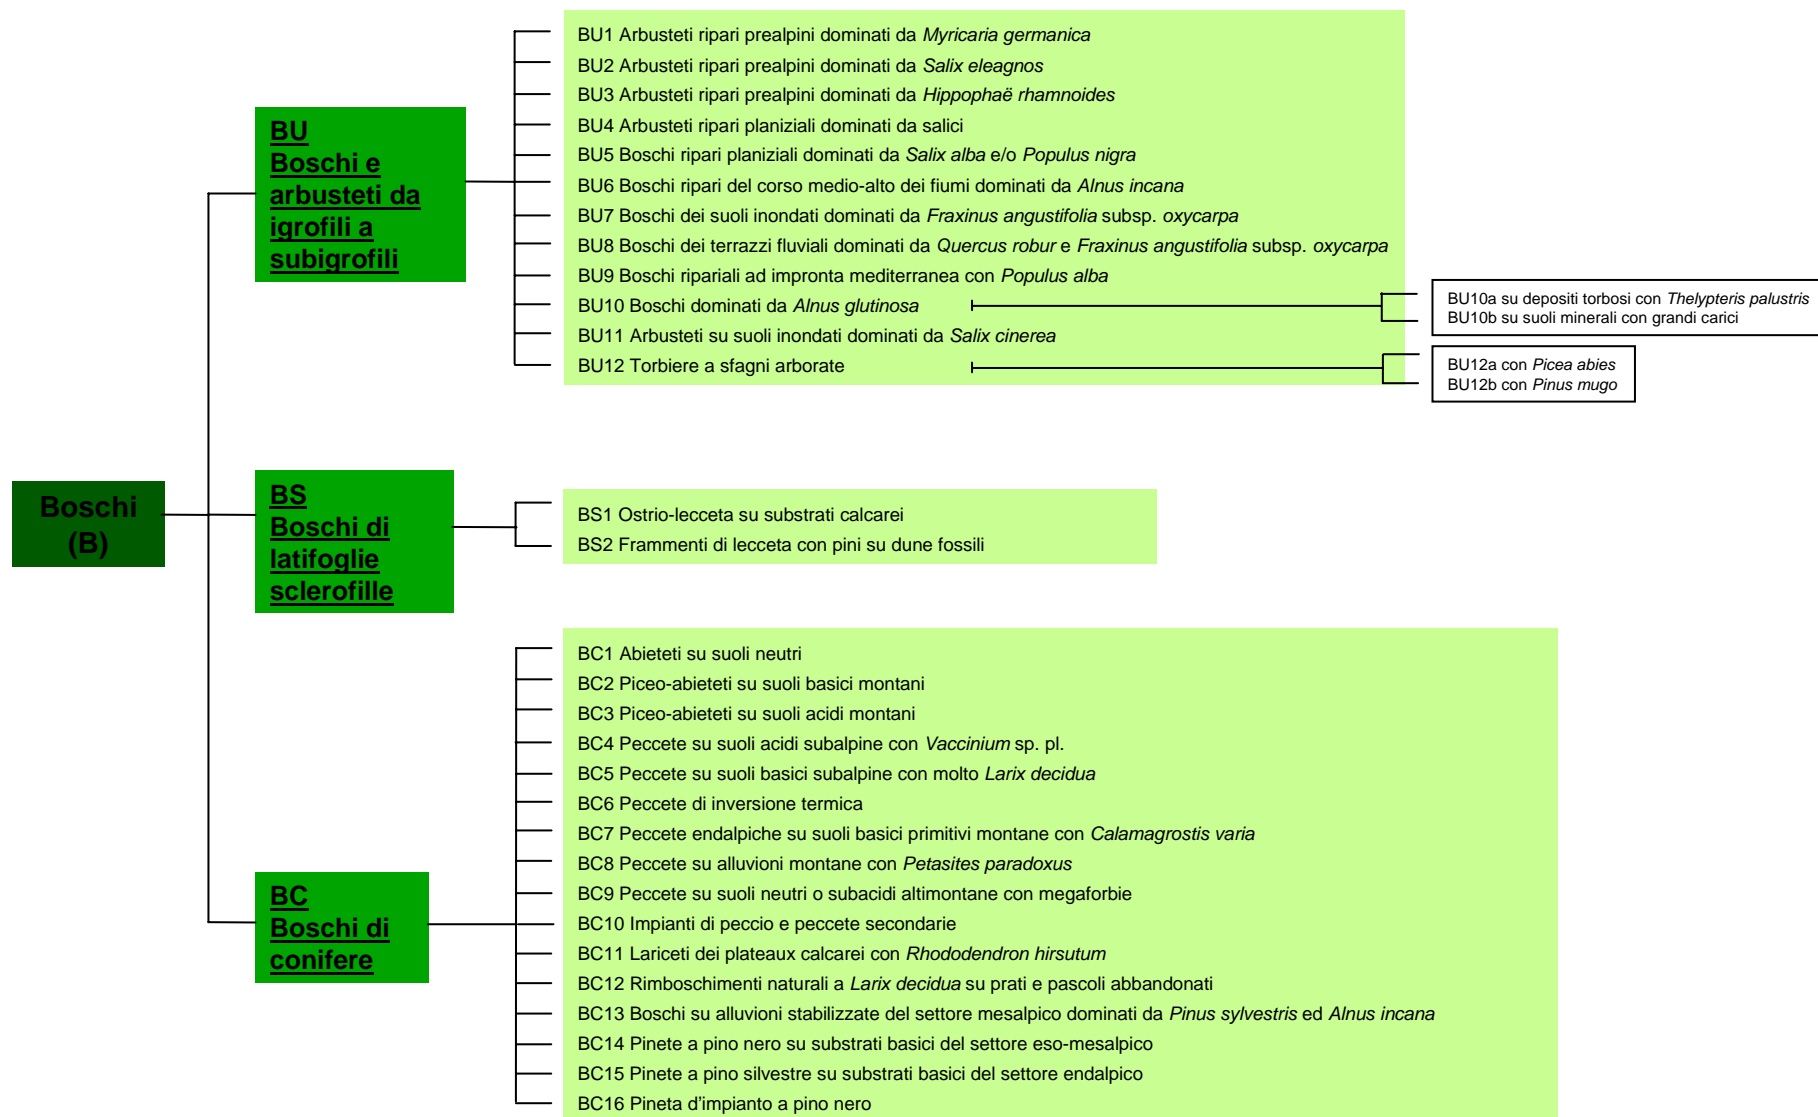 Boschi
(B)
BU
Boschi e
arbusteti da
igrofili a
subigrofili
BU1 Arbusteti ripari prealpini dominati da Myricaria germanica
BU2 Arbusteti ripari prealpini dominati da Salix eleagnos
BU3 Arbusteti ripari prealpini dominati da Hippophaë rhamnoides
BU4 Arbusteti ripari planiziali dominati da salici
BU5 Boschi ripari planiziali dominati da Salix alba e/o Populus nigra
BU6 Boschi ripari del corso medio-alto dei fiumi dominati da Alnus incana
BU7 Boschi dei suoli inondati dominati da Fraxinus angustifolia subsp. oxycarpa
BU8 Boschi dei terrazzi fluviali dominati da Quercus robur e Fraxinus angustifolia subsp. oxycarpa
BU9 Boschi ripariali ad impronta mediterranea con Populus alba
BU10 Boschi dominati da Alnus glutinosa
BU10a su depositi torbosi con Thelypteris palustris
BU10b su suoli minerali con grandi carici
BU11 Arbusteti su suoli inondati dominati da Salix cinerea
BU12 Torbiere a sfagni arborate
BU12a con Picea abies
BU12b con Pinus mugo
BS
Boschi di
latifoglie
sclerofille
BS1 Ostrio-lecceta su substrati calcarei
BS2 Frammenti di lecceta con pini su dune fossili
BC
Boschi di
conifere
BC1 Abieteti su suoli neutri
BC2 Piceo-abieteti su suoli basici montani
BC3 Piceo-abieteti su suoli acidi montani
BC4 Peccete su suoli acidi subalpine con Vaccinium sp. pl.
BC5 Peccete su suoli basici subalpine con molto Larix decidua
BC6 Peccete di inversione termica
BC7 Peccete endalpiche su suoli basici primitivi montane con Calamagrostis varia
BC8 Peccete su alluvioni montane con Petasites paradoxus
BC9 Peccete su suoli neutri o subacidi altimontane con megaforbie
BC10 Impianti di peccio e peccete secondarie
BC11 Lariceti dei plateaux calcarei con Rhododendron hirsutum
BC12 Rimboschimenti naturali a Larix decidua su prati e pascoli abbandonati
BC13 Boschi su alluvioni stabilizzate del settore mesalpico dominati da Pinus sylvestris ed Alnus incana
BC14 Pinete a pino nero su substrati basici del settore eso-mesalpico
BC15 Pinete a pino silvestre su substrati basici del settore endalpico
BC16 Pineta d'impianto a pino nero